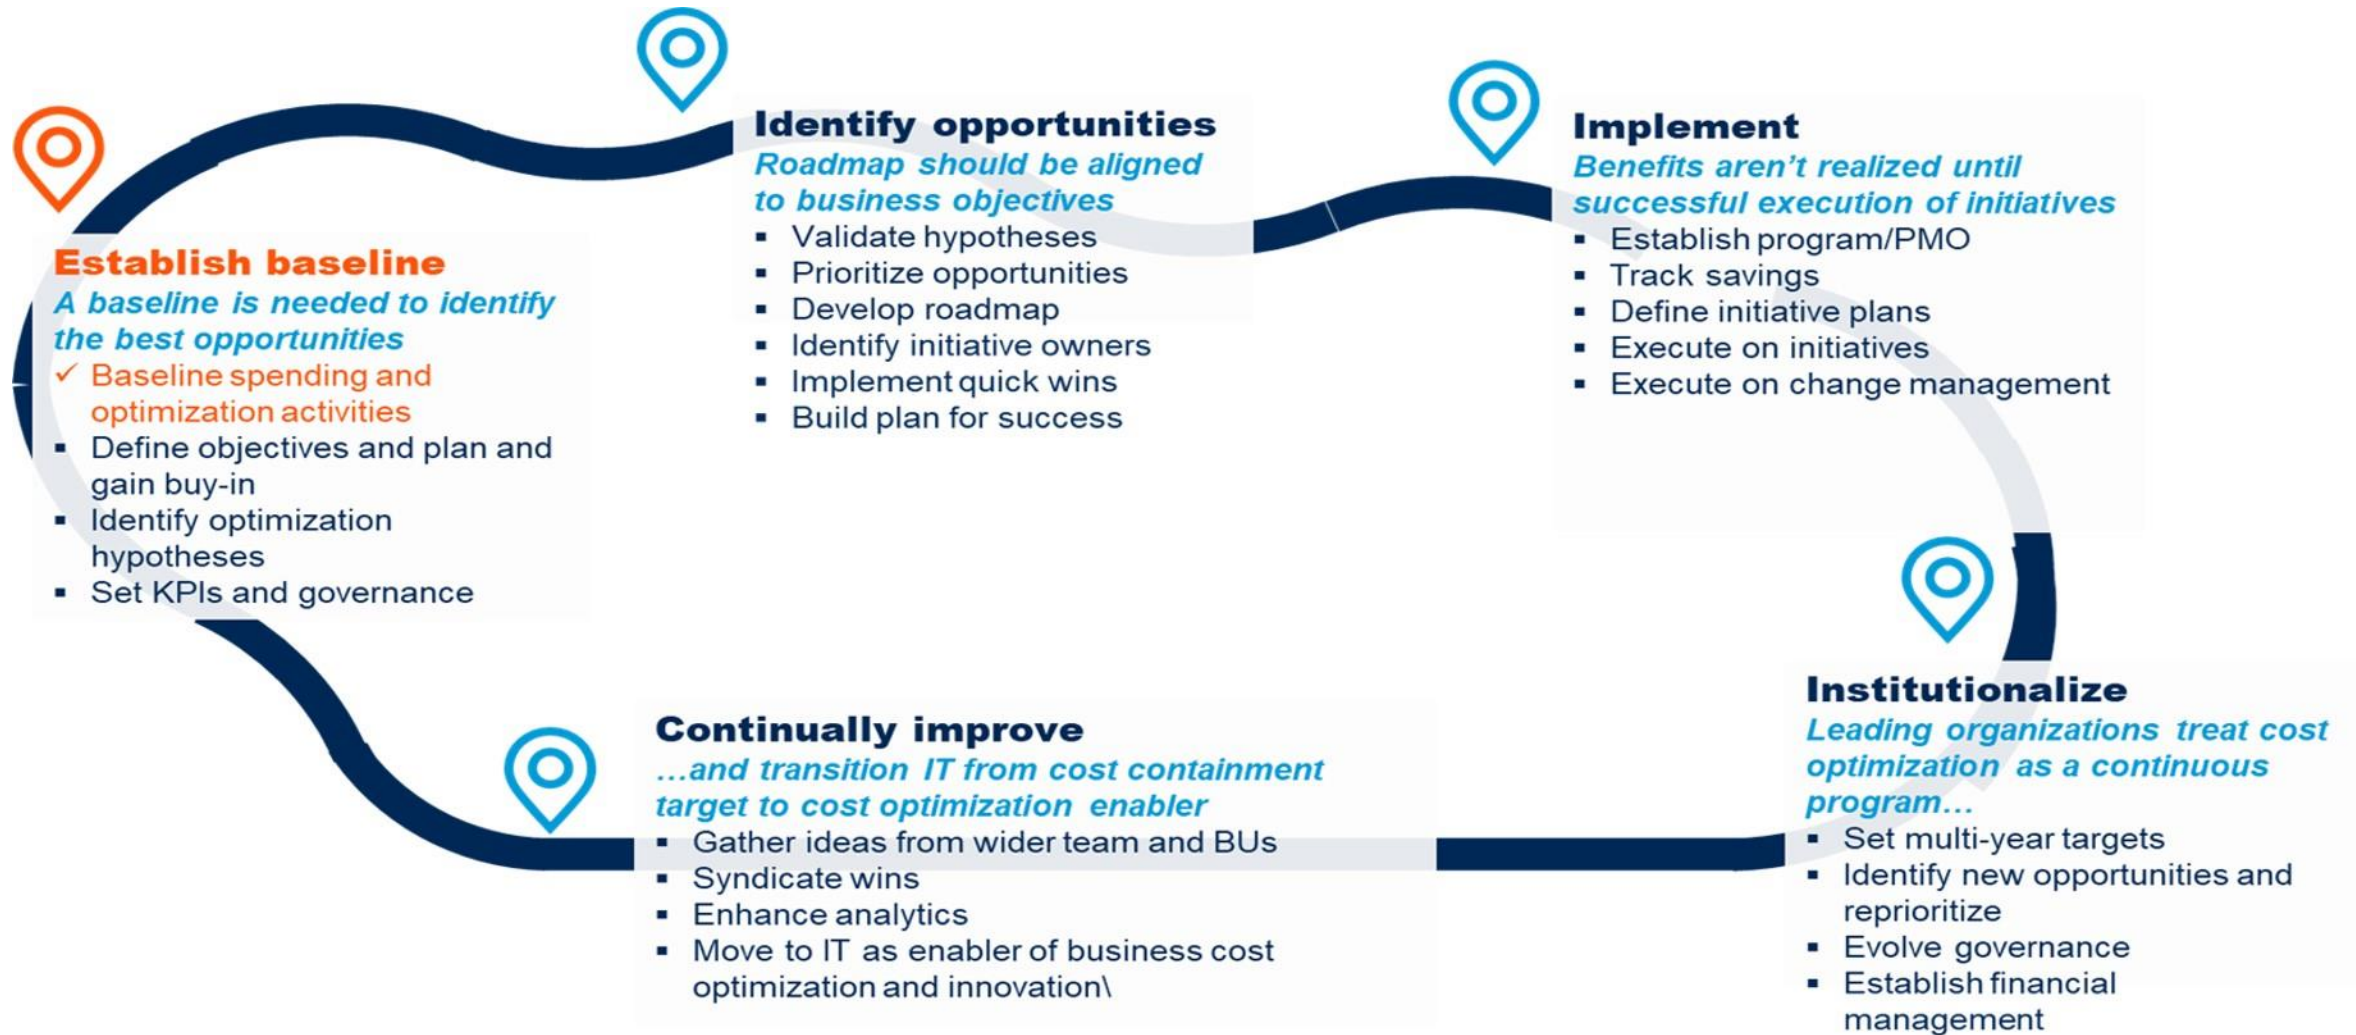 Establish baseline
A baseline is needed to identify
the best opportunities
✓ Baseline spending and
optimization activities
▪ Define objectives and plan and
gain buy-in
▪ Identify optimization
hypotheses
▪ Set KPIs and governance
Identify opportunities
Roadmap should be aligned
to business objectives
▪ Validate hypotheses
▪ Prioritize opportunities
▪ Develop roadmap
▪ Identify initiative owners
▪ Implement quick wins
▪ Build plan for success
Implement
Benefits aren’t realized until
successful execution of initiatives
▪ Establish program/PMO
▪ Track savings
▪ Define initiative plans
▪ Execute on initiatives
▪ Execute on change management
Institutionalize
Leading organizations treat cost
optimization as a continuous
program…
▪ Set multi-year targets
▪ Identify new opportunities and
reprioritize
▪ Evolve governance
▪ Establish financial
management
Continually improve
…and transition IT from cost containment
target to cost optimization enabler
▪ Gather ideas from wider team and BUs
▪ Syndicate wins
▪ Enhance analytics
▪ Move to IT as enabler of business cost
optimization and innovation\